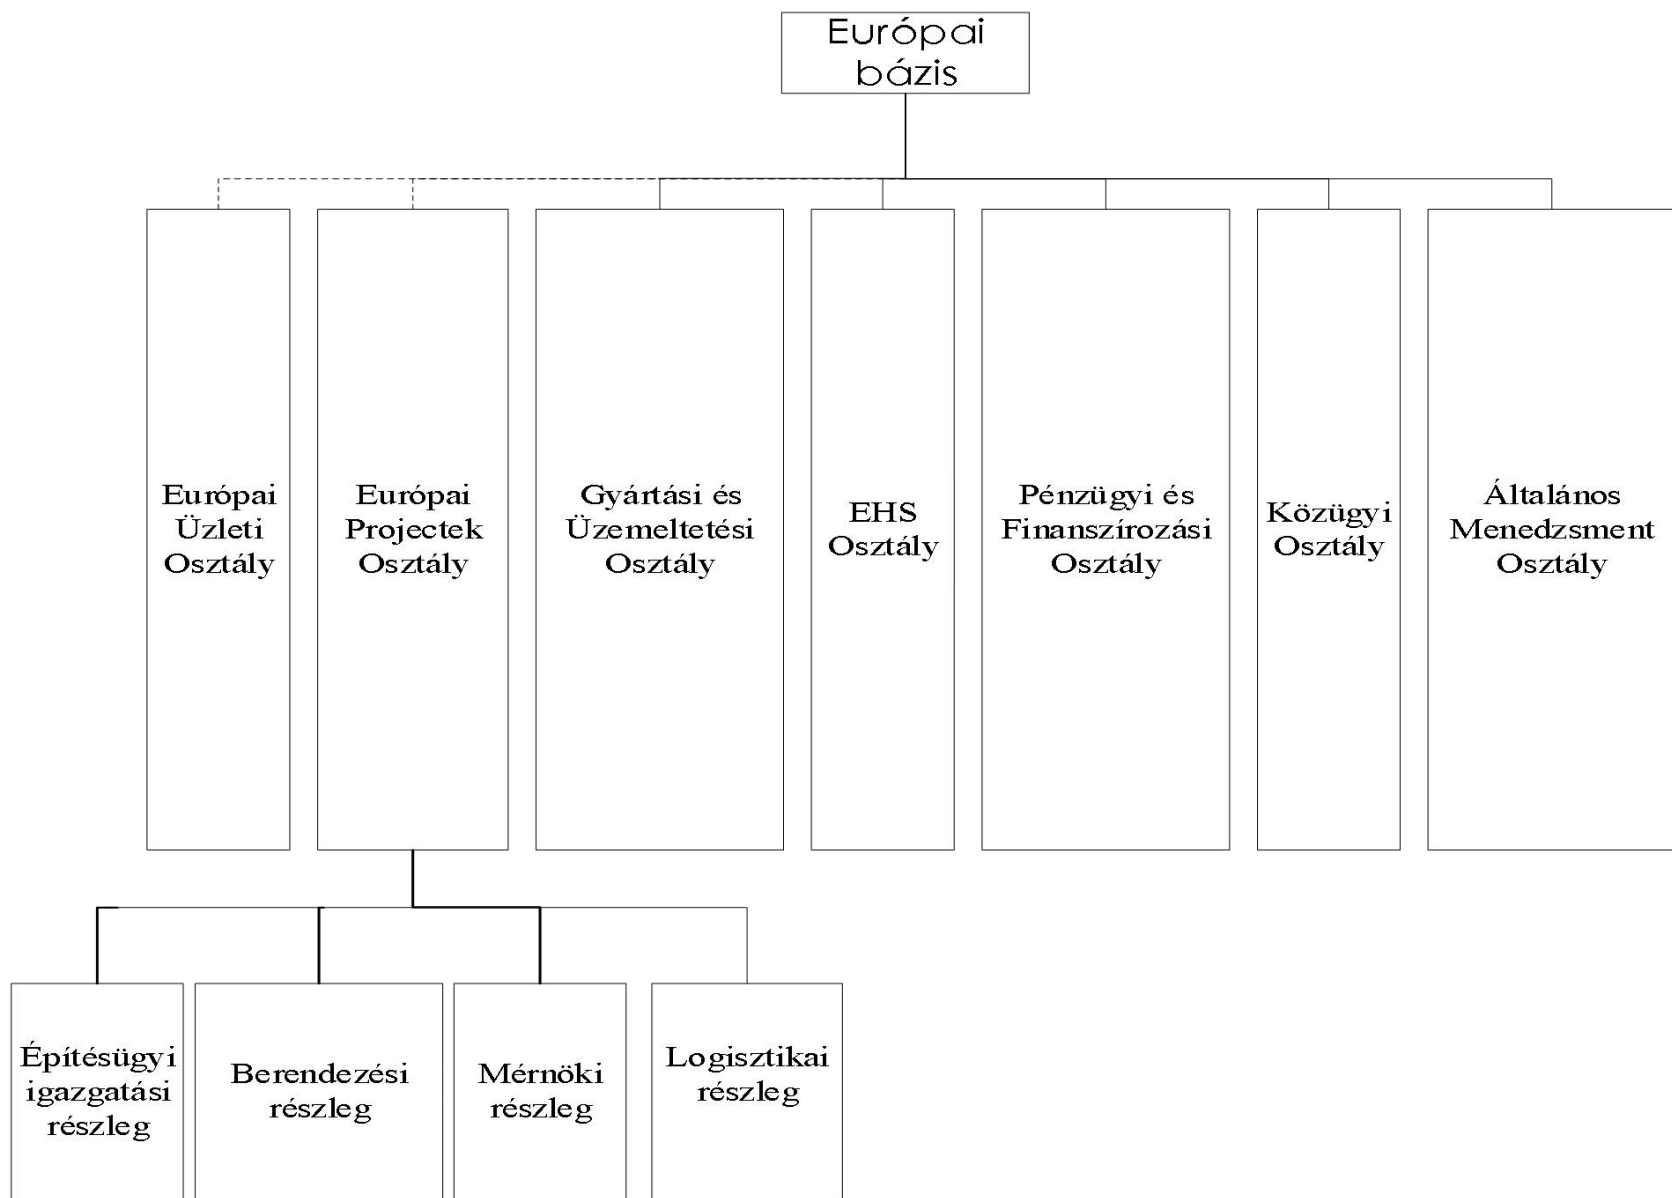 Európai
bázis
Európai
Üzleti
Osztály
Európai
Projectek
Osztály
Gyártási és
Üzemeltetési
Osztály
EHS
Osztály
Pénzügyi és
Finanszírozási
Osztály
Közügyi
Osztály
Általános
Menedzsment
Osztály
Építésügyi
igazgatási
részleg
Berendezési
részleg
Mérnöki
részleg
Logisztikai
részleg